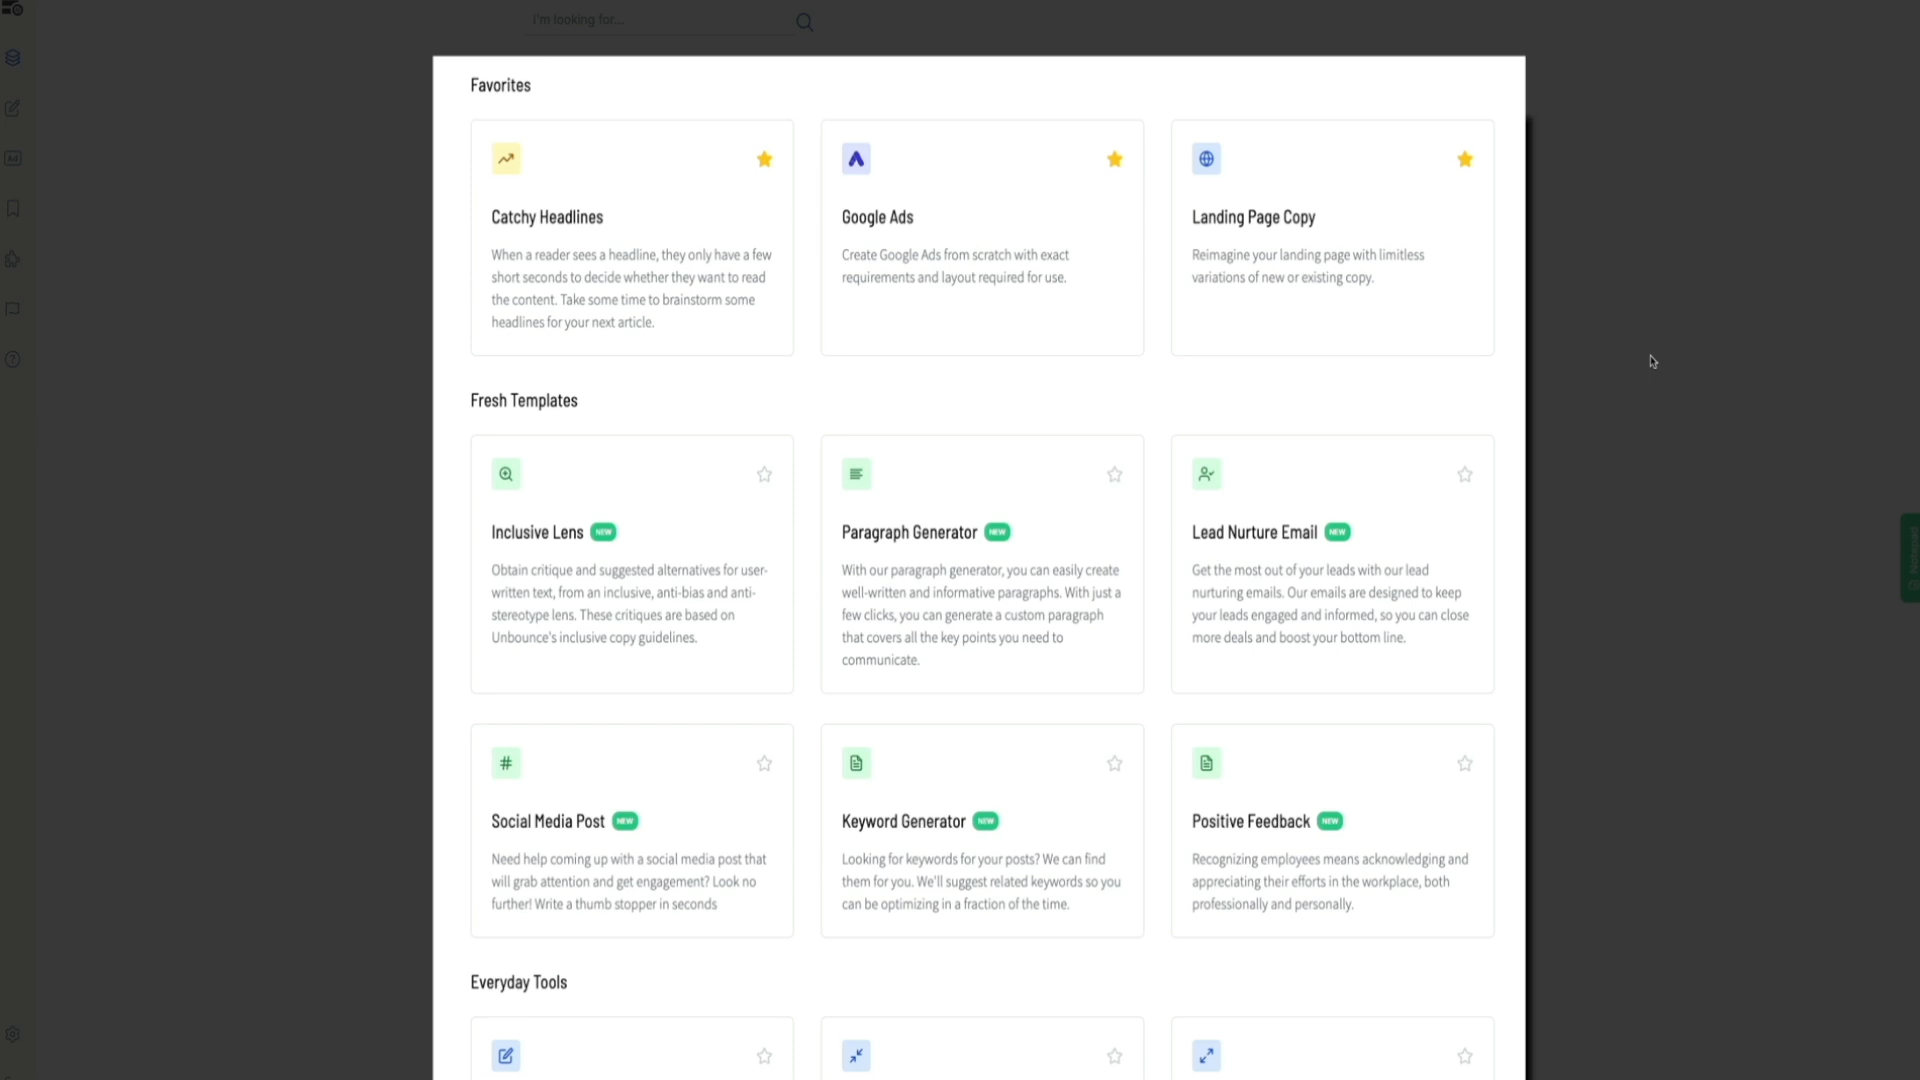 I'm looking for...
Favorites
Catchy Headlines
When a reader sees a headline, they only have a few
short seconds to decide whether they want to read
the content. Take some time to brainstorm some
headlines for your next article.
Google Ads
Create Google Ads from scratch with exact
requirements and layout required for use.
Landing Page Copy
Reimagine your landing page with limitless
variations of new or existing copy.
Fresh Templates
Inclusive Lens NEW
Obtain critique and suggested alternatives for user-
written text, from an inclusive, anti-bias and anti-
stereotype lens. These critiques are based on
Unbounce's inclusive copy guidelines.
Paragraph Generator NEW
With our paragraph generator, you can easily create
well-written and informative paragraphs. With just a
few clicks, you can generate a custom paragraph
that covers all the key points you need to
communicate.
Lead Nurture Email NEW
Get the most out of your leads with our lead
nurturing emails. Our emails are designed to keep
your leads engaged and informed, so you can close
more deals and boost your bottom line.
Social Media Post NEW
Need help coming up with a social media post that
will grab attention and get engagement? Look no
further! Write a thumb stopper in seconds
Keyword Generator NEW
Looking for keywords for your posts? We can find
them for you. We'll suggest related keywords so you
can be optimizing in a fraction of the time.
Positive Feedback NEW
Recognizing employees means acknowledging and
appreciating their efforts in the workplace, both
professionally and personally.
Everyday Tools
Ad
Notepad